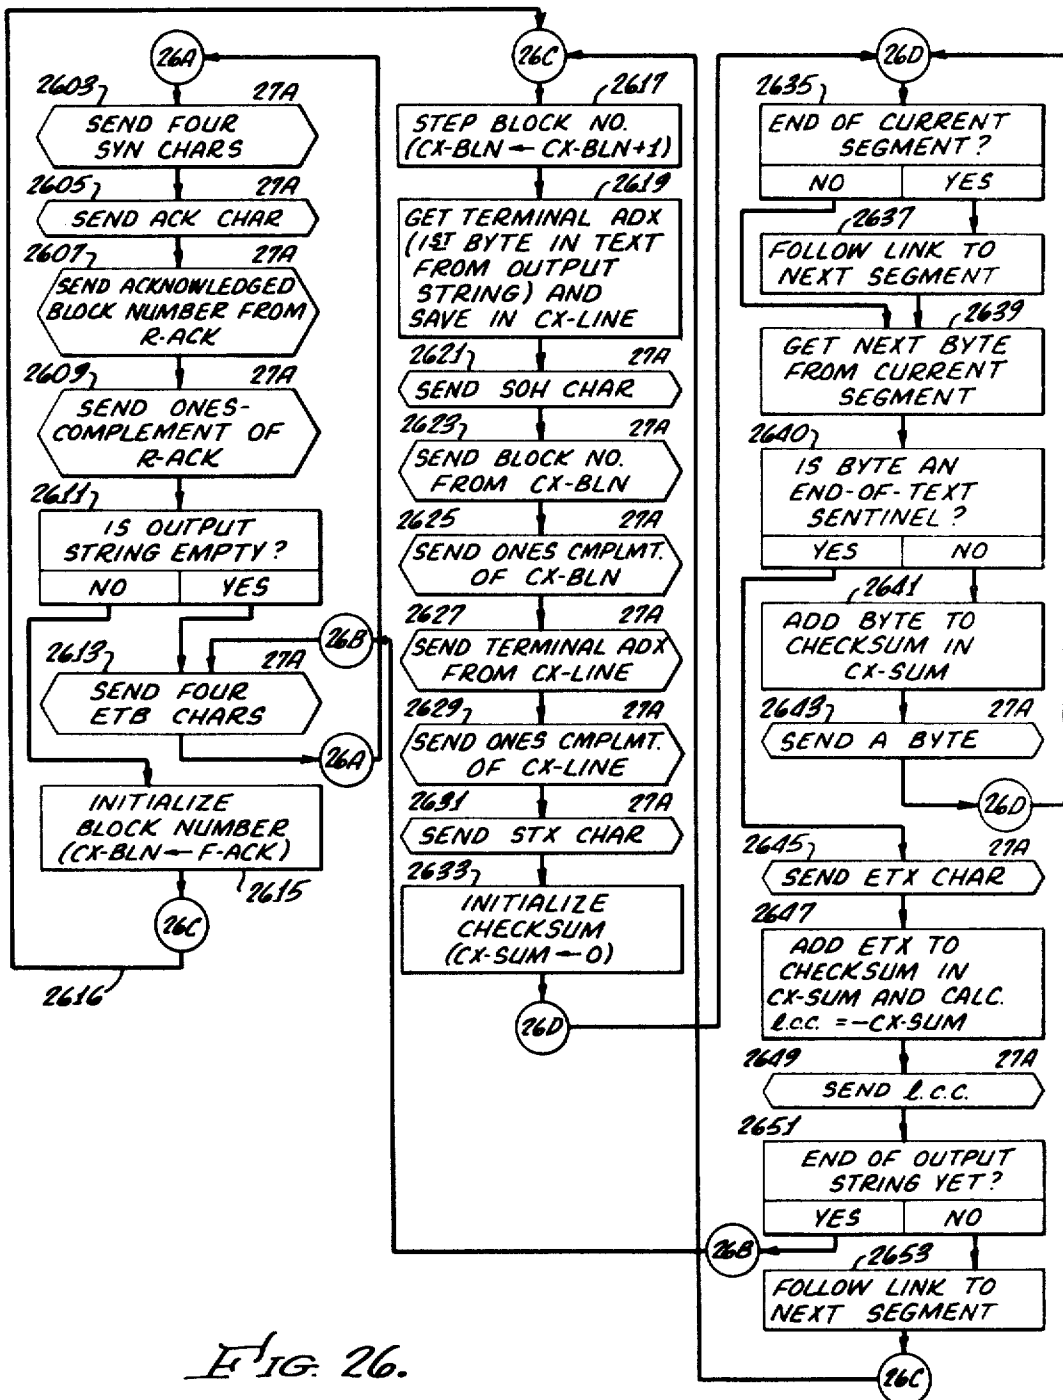 26A
2603
27A
SEND FOUR
SYN CHARS
2605
27A
SEND ACK CHAR
2607
27A
SEND ACKNOWLEDGED
BLOCK NUMBER FROM
R-ACK
2609
27A
SEND ONES-
COMPLEMENT OF
R-ACK
2611
IS OUTPUT
STRING EMPTY?
NO
YES
26B
2613
27A
SEND FOUR
ETB CHARS
26A
INITIALIZE
BLOCK NUMBER
(CX-BLN ← F-ACK)
2615
26C
2616
26C
2617
STEP BLOCK NO.
(CX-BLN ← CX-BLN+1)
2619
GET TERMINAL ADX
(1ST BYTE IN TEXT
FROM OUTPUT
STRING) AND
SAVE IN CX-LINE
2621
27A
SEND SOH CHAR
2623
27A
SEND BLOCK NO.
FROM CX-BLN
2625
27A
SEND ONES CMPLMT.
OF CX-BLN
2627
27A
SEND TERMINAL ADX
FROM CX-LINE
2629
27A
SEND ONES CMPLMT.
OF CX-LINE
2631
27A
SEND STX CHAR
2633
INITIALIZE
CHECKSUM
(CX-SUM ← 0)
26D
26D
2635
END OF CURRENT
SEGMENT?
NO
YES
2637
FOLLOW LINK TO
NEXT SEGMENT
2639
GET NEXT BYTE
FROM CURRENT
SEGMENT
2640
IS BYTE AN
END-OF-TEXT
SENTINEL?
YES
NO
2641
ADD BYTE TO
CHECKSUM IN
CX-SUM
2643
27A
SEND A BYTE
26D
2645
27A
SEND ETX CHAR
2647
ADD ETX TO
CHECKSUM IN
CX-SUM AND CALC.
l.c.c. = -CX-SUM
2649
27A
SEND l.c.c.
2651
END OF OUTPUT
STRING YET?
YES
NO
26B
2653
FOLLOW LINK TO
NEXT SEGMENT
26C
FIG. 26.